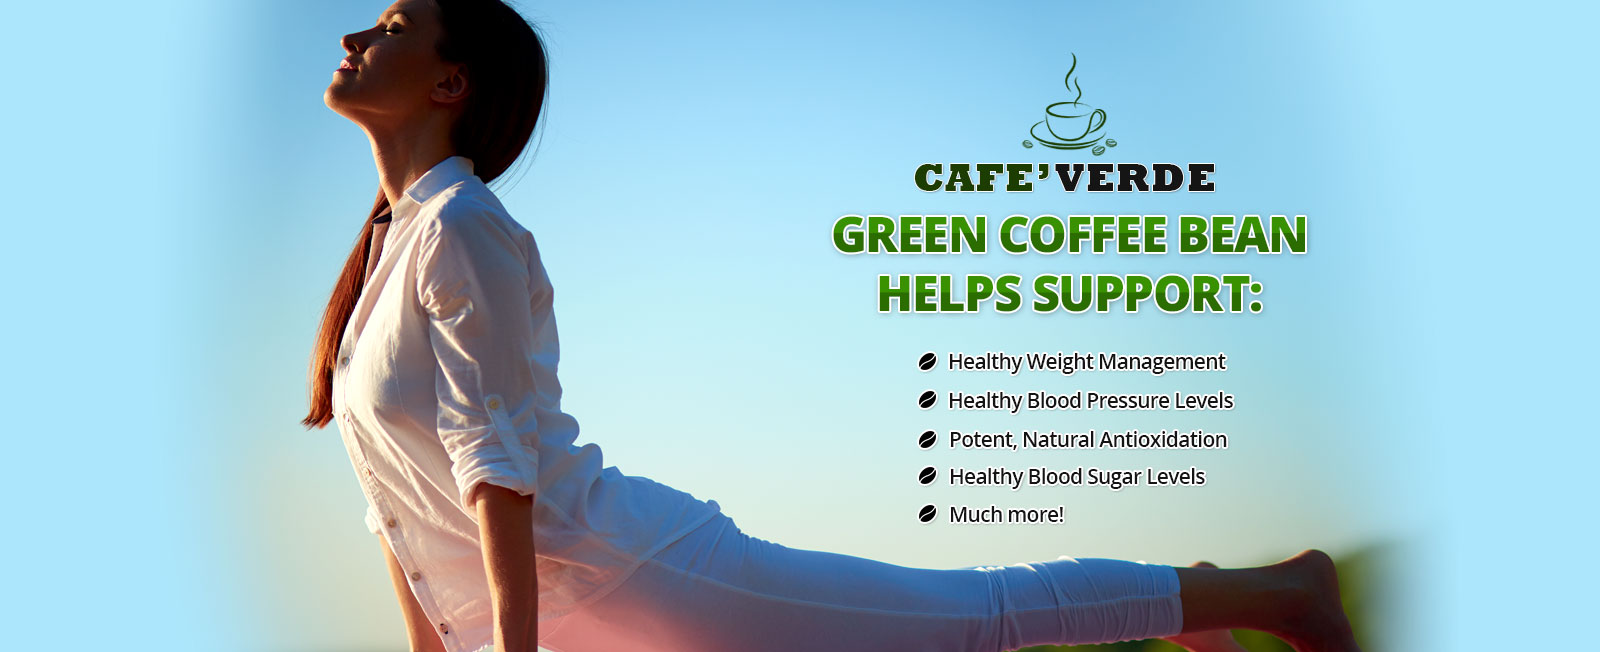 CAFE’VERDE
GREEN COFFEE BEAN
HELPS SUPPORT:
Healthy Weight Management
Healthy Blood Pressure Levels
Potent, Natural Antioxidation
Healthy Blood Sugar Levels
Much more!